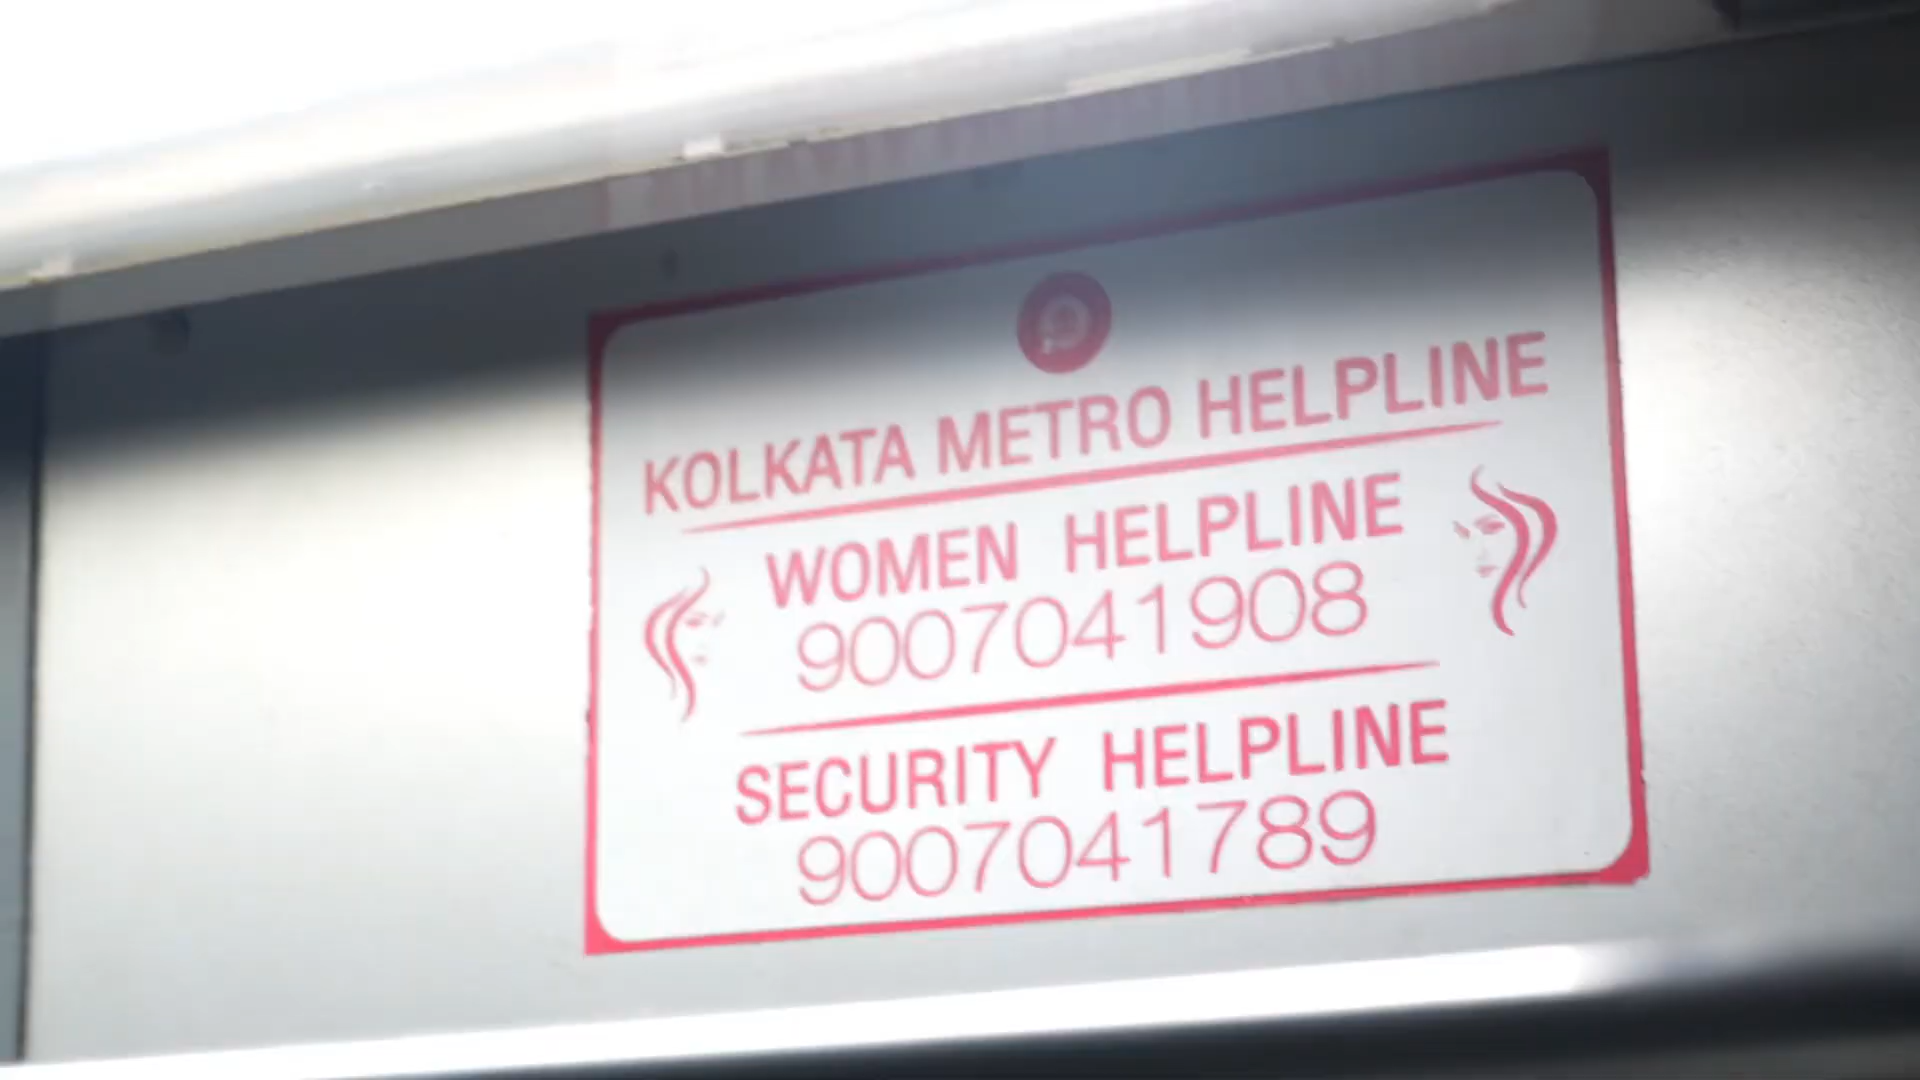 KOLKATA METRO HELPLINE
WOMEN HELPLINE
9007041908
SECURITY HELPLINE
9007041789